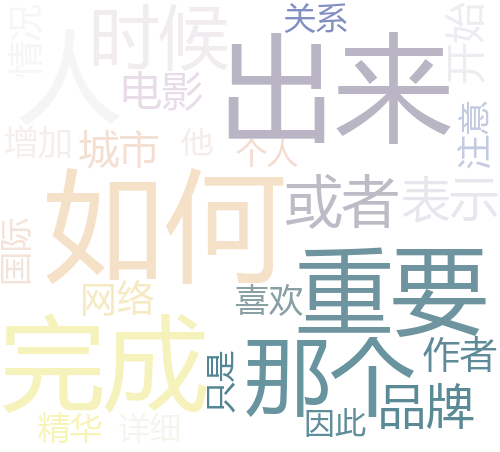 情况
人
时候
关系
开始
电影
出来
注意
增加
城市
他
个人
如何
或者
表示
国际
网络
喜欢
重要
完成
那个
只是
作者
品牌
精华
详细
因此